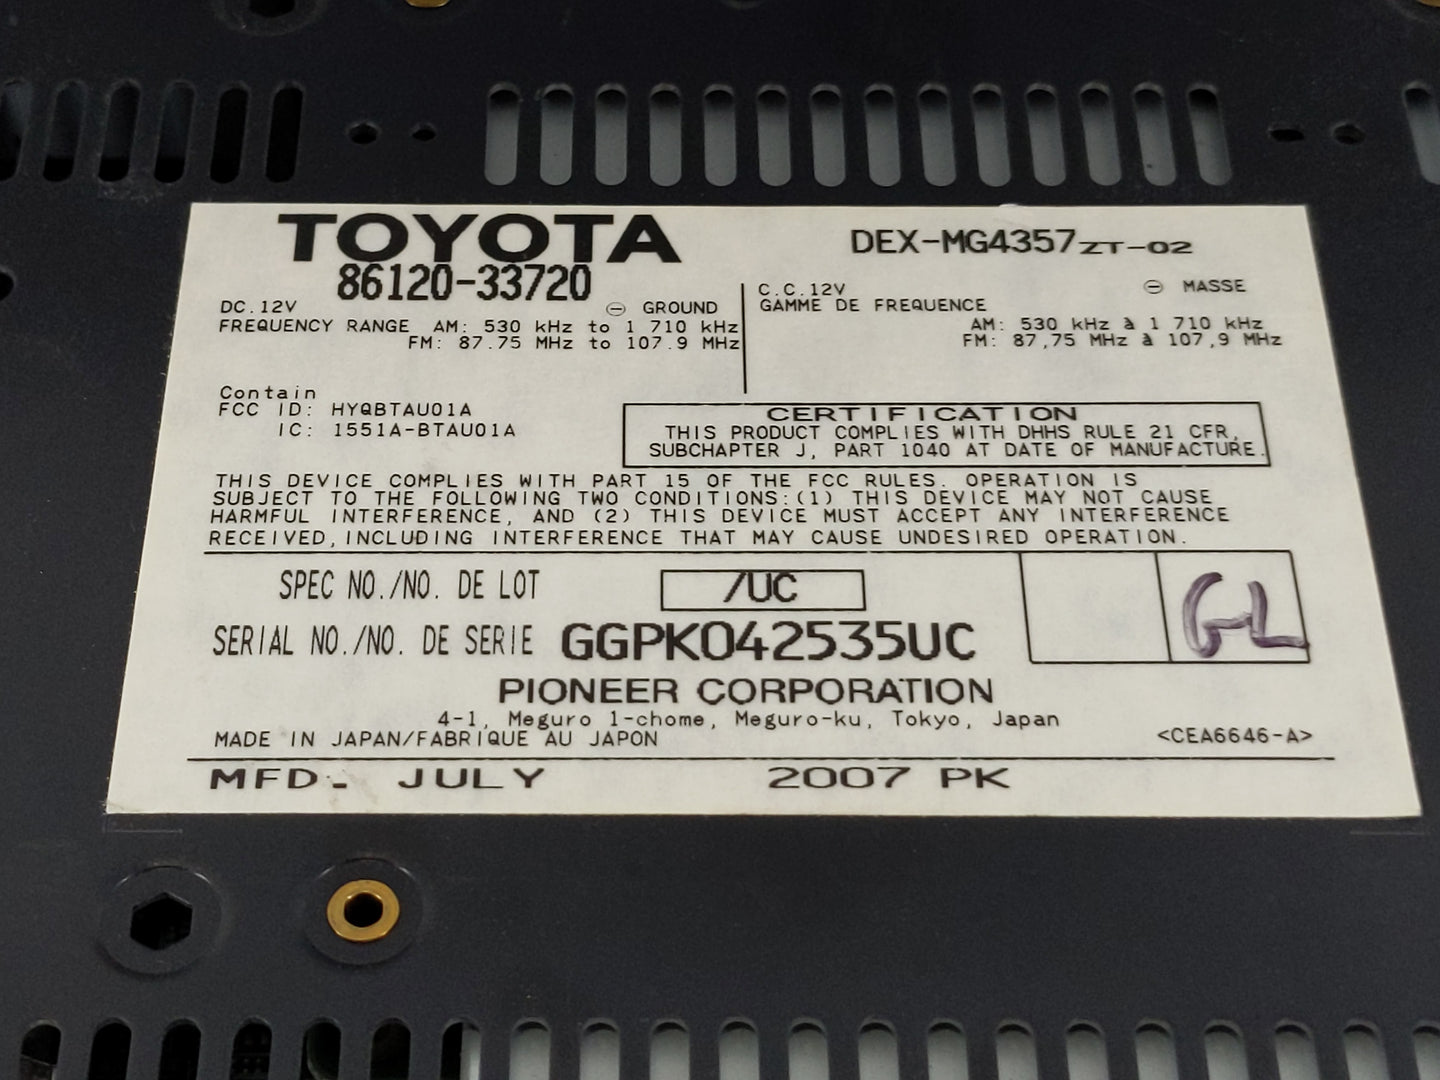 TOYOTA
86120-33720
DEX-MG4357ZT-02
DC.12V ⊖ GROUND
FREQUENCY RANGE AM: 530 kHz to 1 710 kHz
FM: 87.75 MHz to 107.9 MHz
C.C.12V ⊖ MASSE
GAMME DE FREQUENCE
AM: 530 kHz à 1 710 kHz
FM: 87,75 MHz à 107,9 MHz
Contain
FCC ID: HYQBTAU01A
IC: 1551A-BTAU01A
CERTIFICATION
THIS PRODUCT COMPLIES WITH DHHS RULE 21 CFR,
SUBCHAPTER J, PART 1040 AT DATE OF MANUFACTURE.
THIS DEVICE COMPLIES WITH PART 15 OF THE FCC RULES. OPERATION IS
SUBJECT TO THE FOLLOWING TWO CONDITIONS:(1) THIS DEVICE MAY NOT CAUSE
HARMFUL INTERFERENCE, AND (2) THIS DEVICE MUST ACCEPT ANY INTERFERENCE
RECEIVED,INCLUDING INTERFERENCE THAT MAY CAUSE UNDESIRED OPERATION.
SPEC NO./NO. DE LOT /UC
GL
SERIAL NO./NO. DE SERIE GGPK042535UC
PIONEER CORPORATION
4-1, Meguro 1-chome, Meguro-ku, Tokyo, Japan
MADE IN JAPAN/FABRIQUE AU JAPON <CEA6646-A>
MFD. JULY 2007 PK